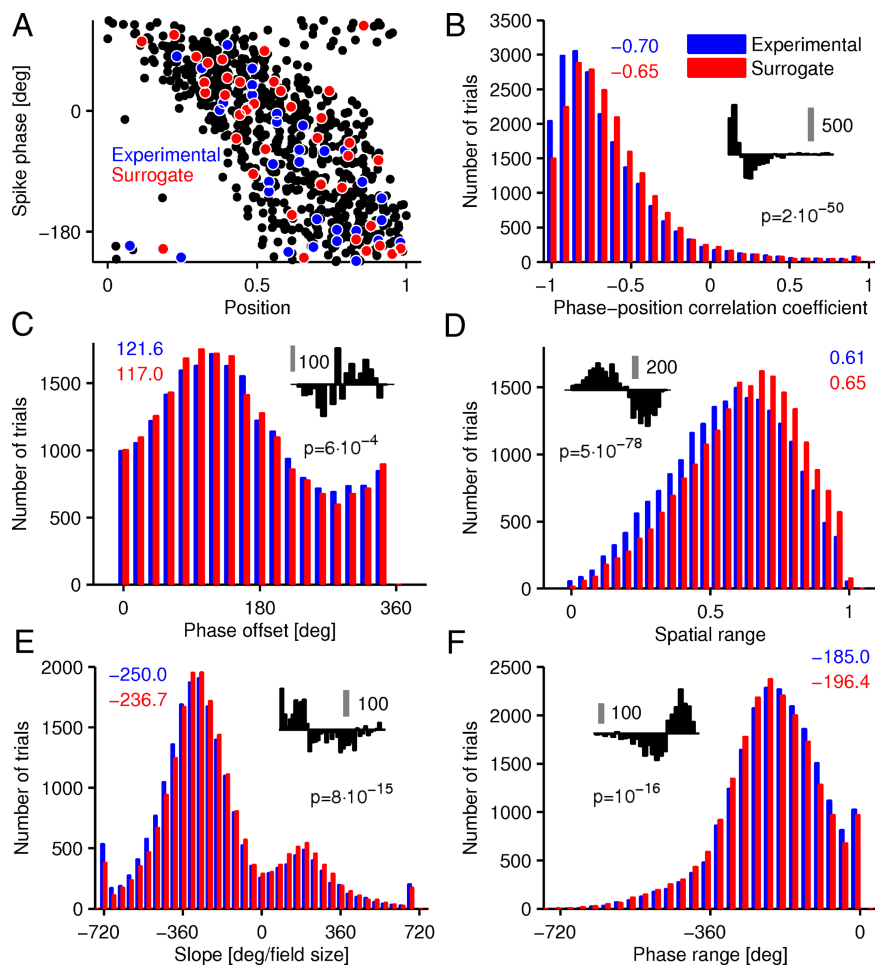 A
Spike phase [deg]
0
−180
Experimental
Surrogate
0
0.5
1
Position
B
Number of trials
3500
3000
2500
2000
1500
1000
500
0
−0.70
−0.65
Experimental
Surrogate
500
p=2·10−50
−1
−0.5
0
0.5
1
Phase−position correlation coefficient
C
Number of trials
1500
1000
500
0
121.6
117.0
100
p=6·10−4
0
180
360
Phase offset [deg]
D
Number of trials
1500
1000
500
0
200
0.61
0.65
p=5·10−78
0
0.5
1
Spatial range
E
Number of trials
2000
1500
1000
500
0
−250.0
−236.7
100
p=8·10−15
−720
−360
0
360
720
Slope [deg/field size]
F
Number of trials
2500
2000
1500
1000
500
0
100
−185.0
−196.4
p=10−16
−720
−360
0
Phase range [deg]